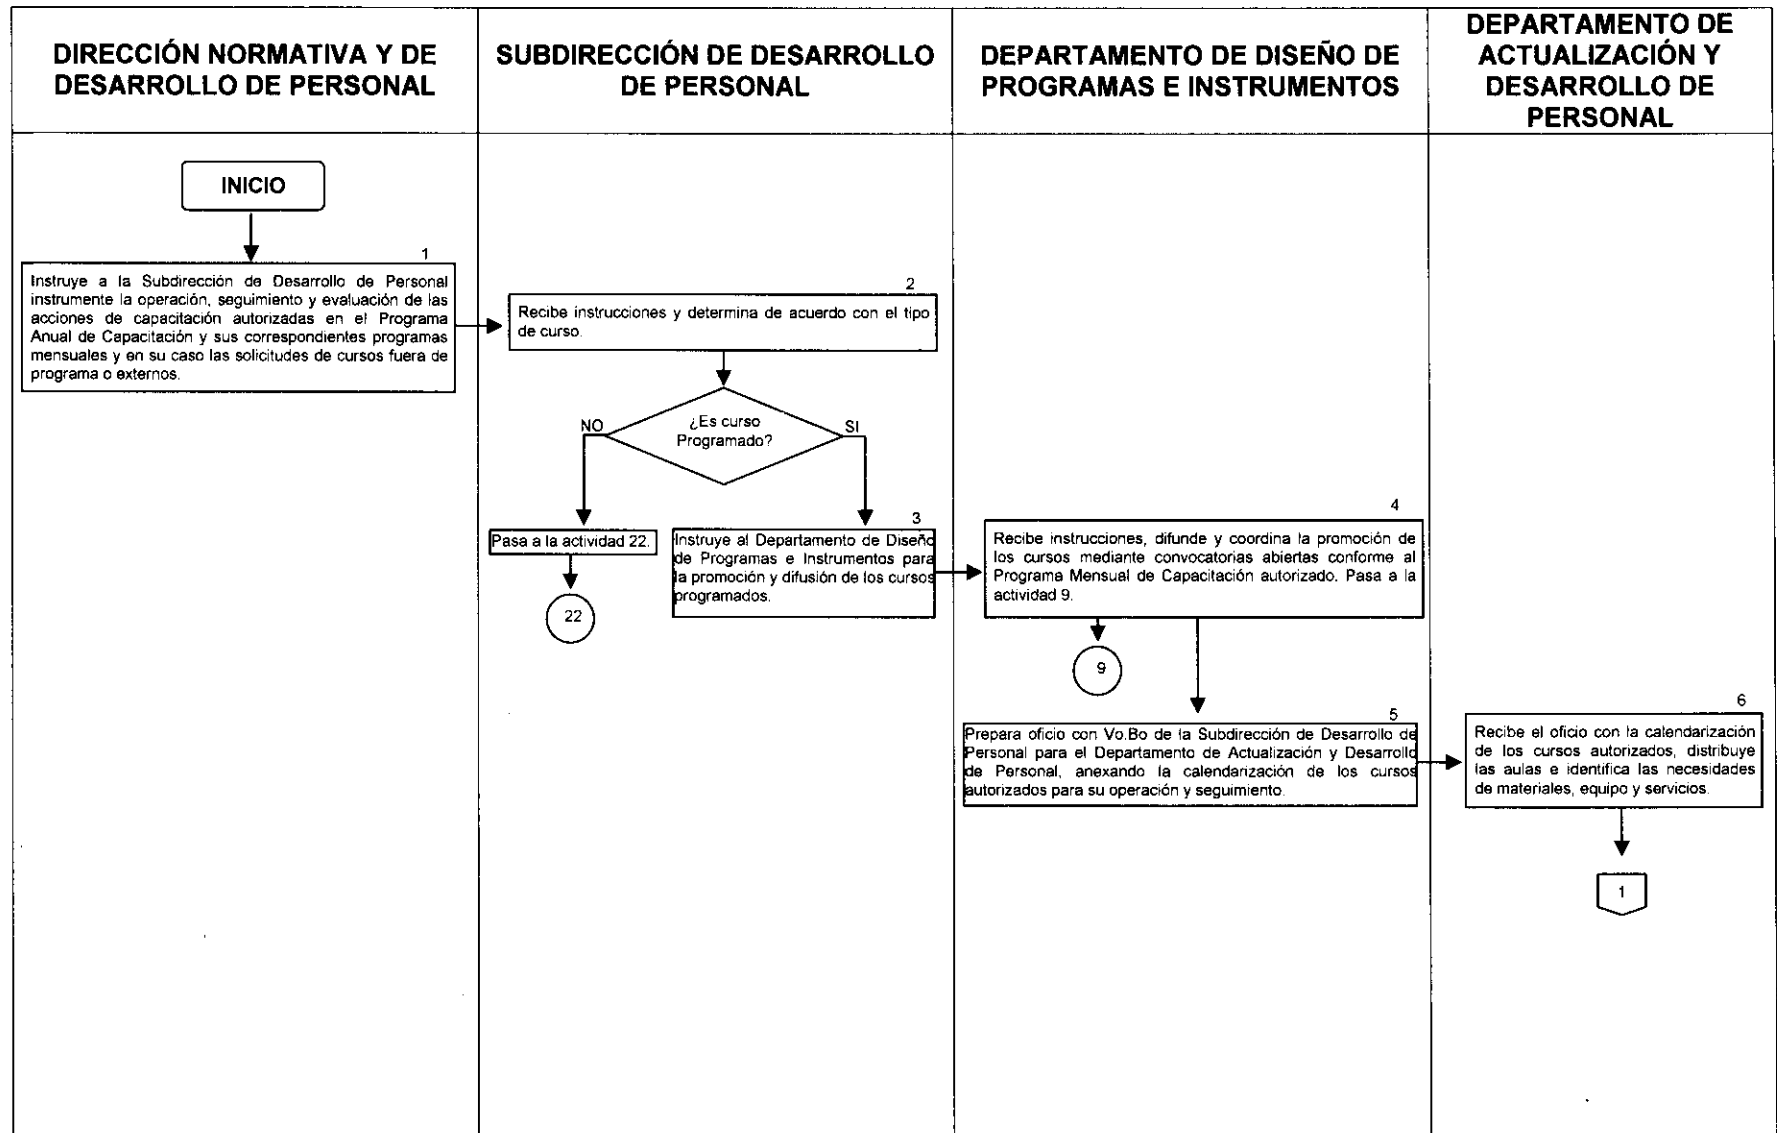 DIRECCIÓN NORMATIVA Y DE
DESARROLLO DE PERSONAL
SUBDIRECCIÓN DE DESARROLLO
DE PERSONAL
DEPARTAMENTO DE DISEÑO DE
PROGRAMAS E INSTRUMENTOS
DEPARTAMENTO DE
ACTUALIZACIÓN Y
DESARROLLO DE
PERSONAL
INICIO
1
Instruye a la Subdirección de Desarrollo de Personal
instrumente la operación, seguimiento y evaluación de las
acciones de capacitación autorizadas en el Programa
Anual de Capacitación y sus correspondientes programas
mensuales y en su caso las solicitudes de cursos fuera de
programa o externos.
2
Recibe instrucciones y determina de acuerdo con el tipo
de curso.
¿Es curso
Programado?
NO
SI
Pasa a la actividad 22.
22
3
Instruye al Departamento de Diseño
de Programas e Instrumentos para
la promoción y difusión de los cursos
programados.
4
Recibe instrucciones, difunde y coordina la promoción de
los cursos mediante convocatorias abiertas conforme al
Programa Mensual de Capacitación autorizado. Pasa a la
actividad 9.
9
5
Prepara oficio con Vo.Bo de la Subdirección de Desarrollo de
Personal para el Departamento de Actualización y Desarrollo
de Personal, anexando la calendarización de los cursos
autorizados para su operación y seguimiento.
6
Recibe el oficio con la calendarización
de los cursos autorizados, distribuye
las aulas e identifica las necesidades
de materiales, equipo y servicios.
1